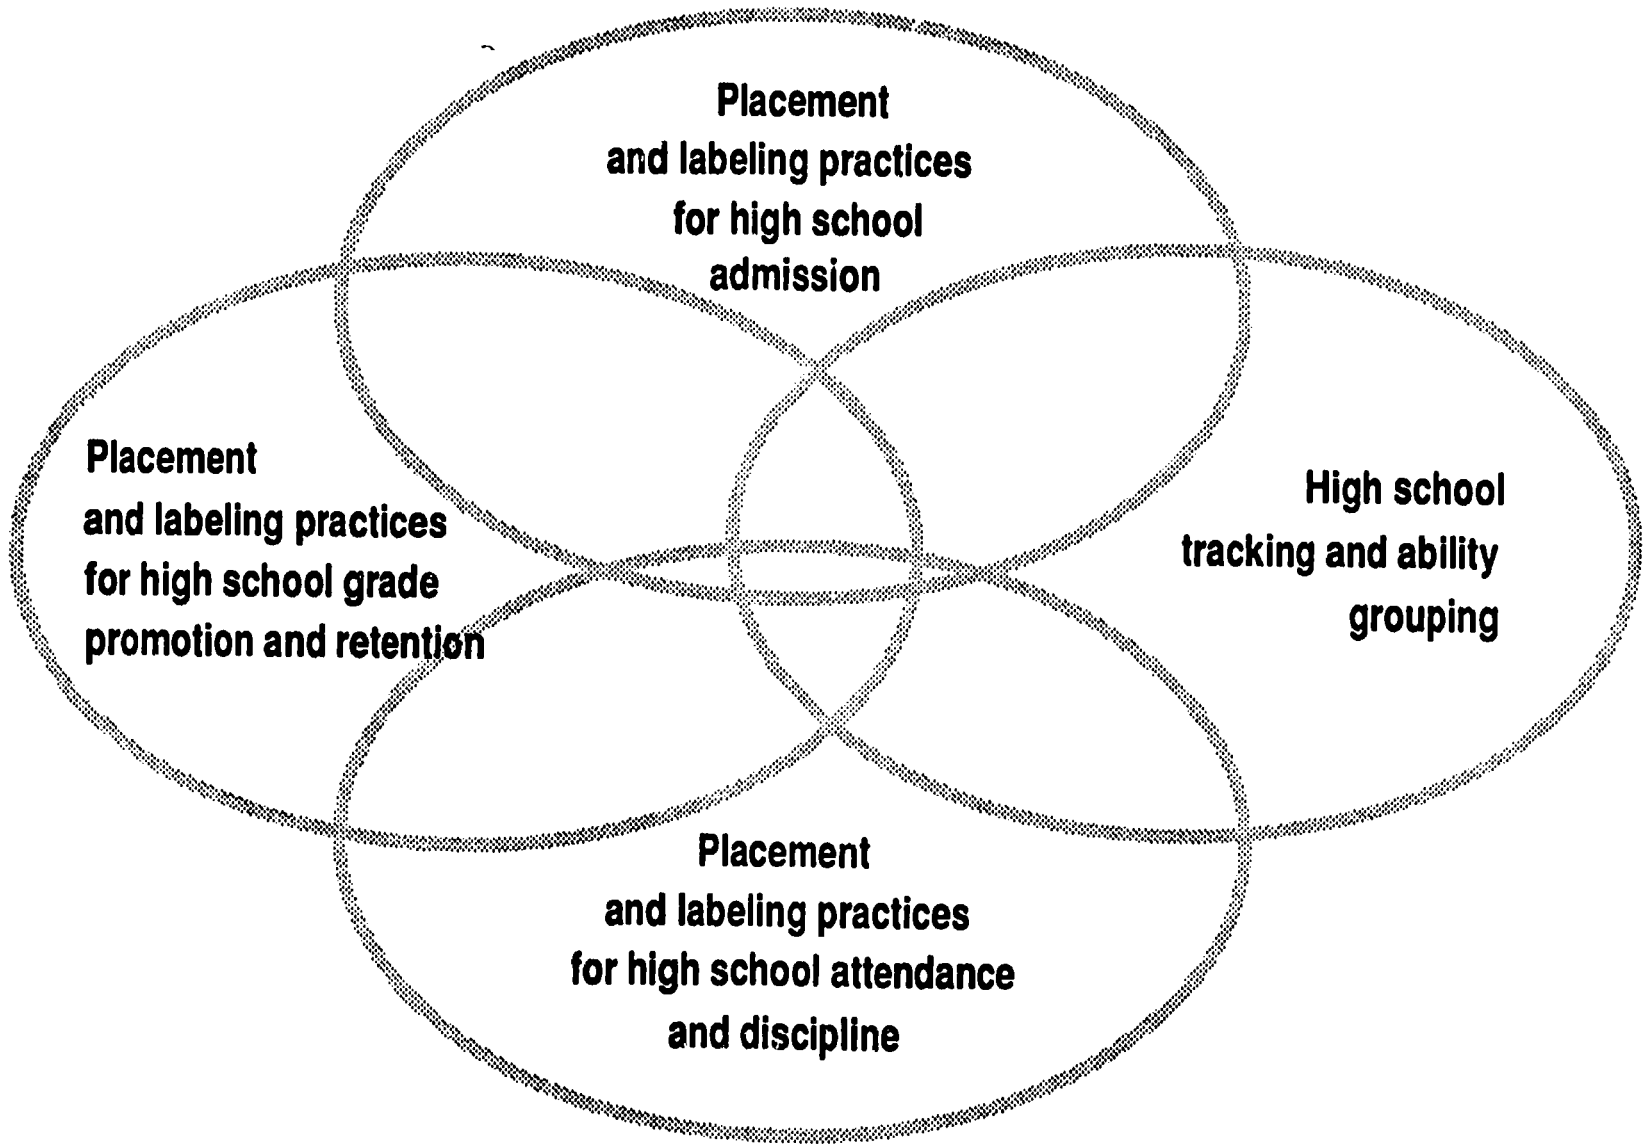 Placement
and labeling practices
for high school
admission
Placement
and labeling practices
for high school grade
promotion and retention
High school
tracking and ability
grouping
Placement
and labeling practices
for high school attendance
and discipline